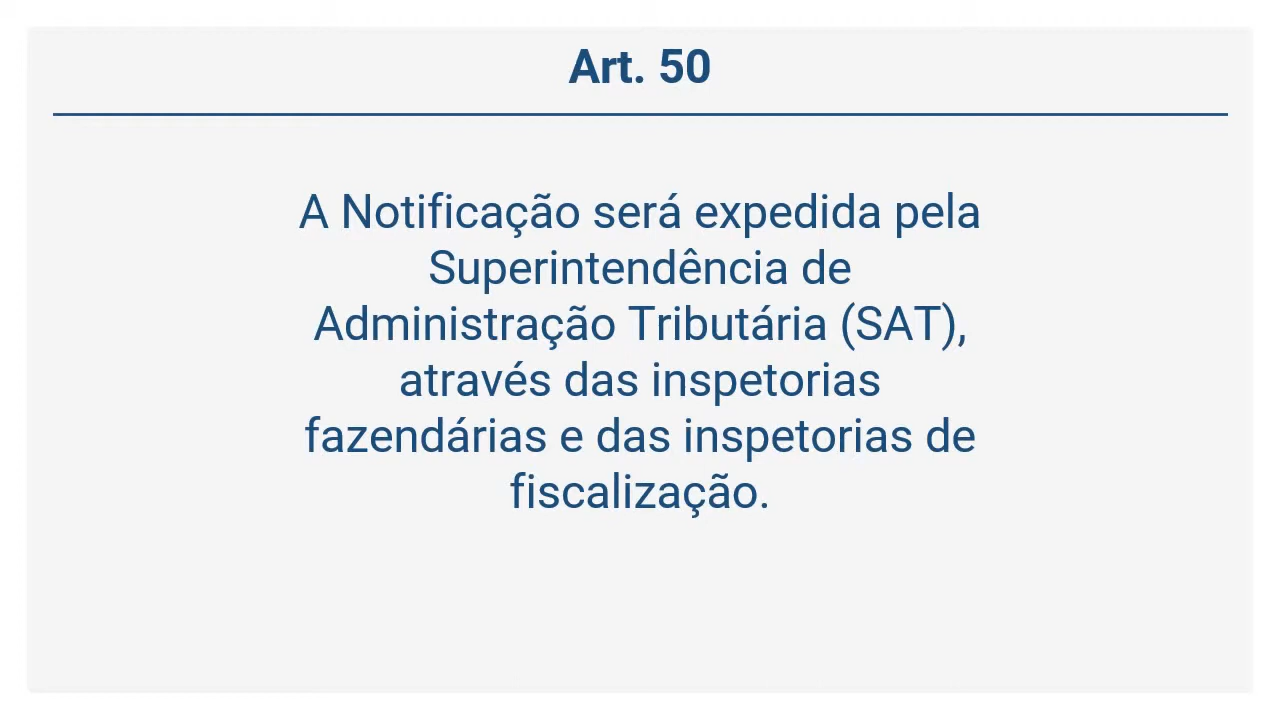 Art. 50
A Notificação será expedida pela
Superintendência de
Administração Tributária (SAT),
através das inspetorias
fazendárias e das inspetorias de
fiscalização.